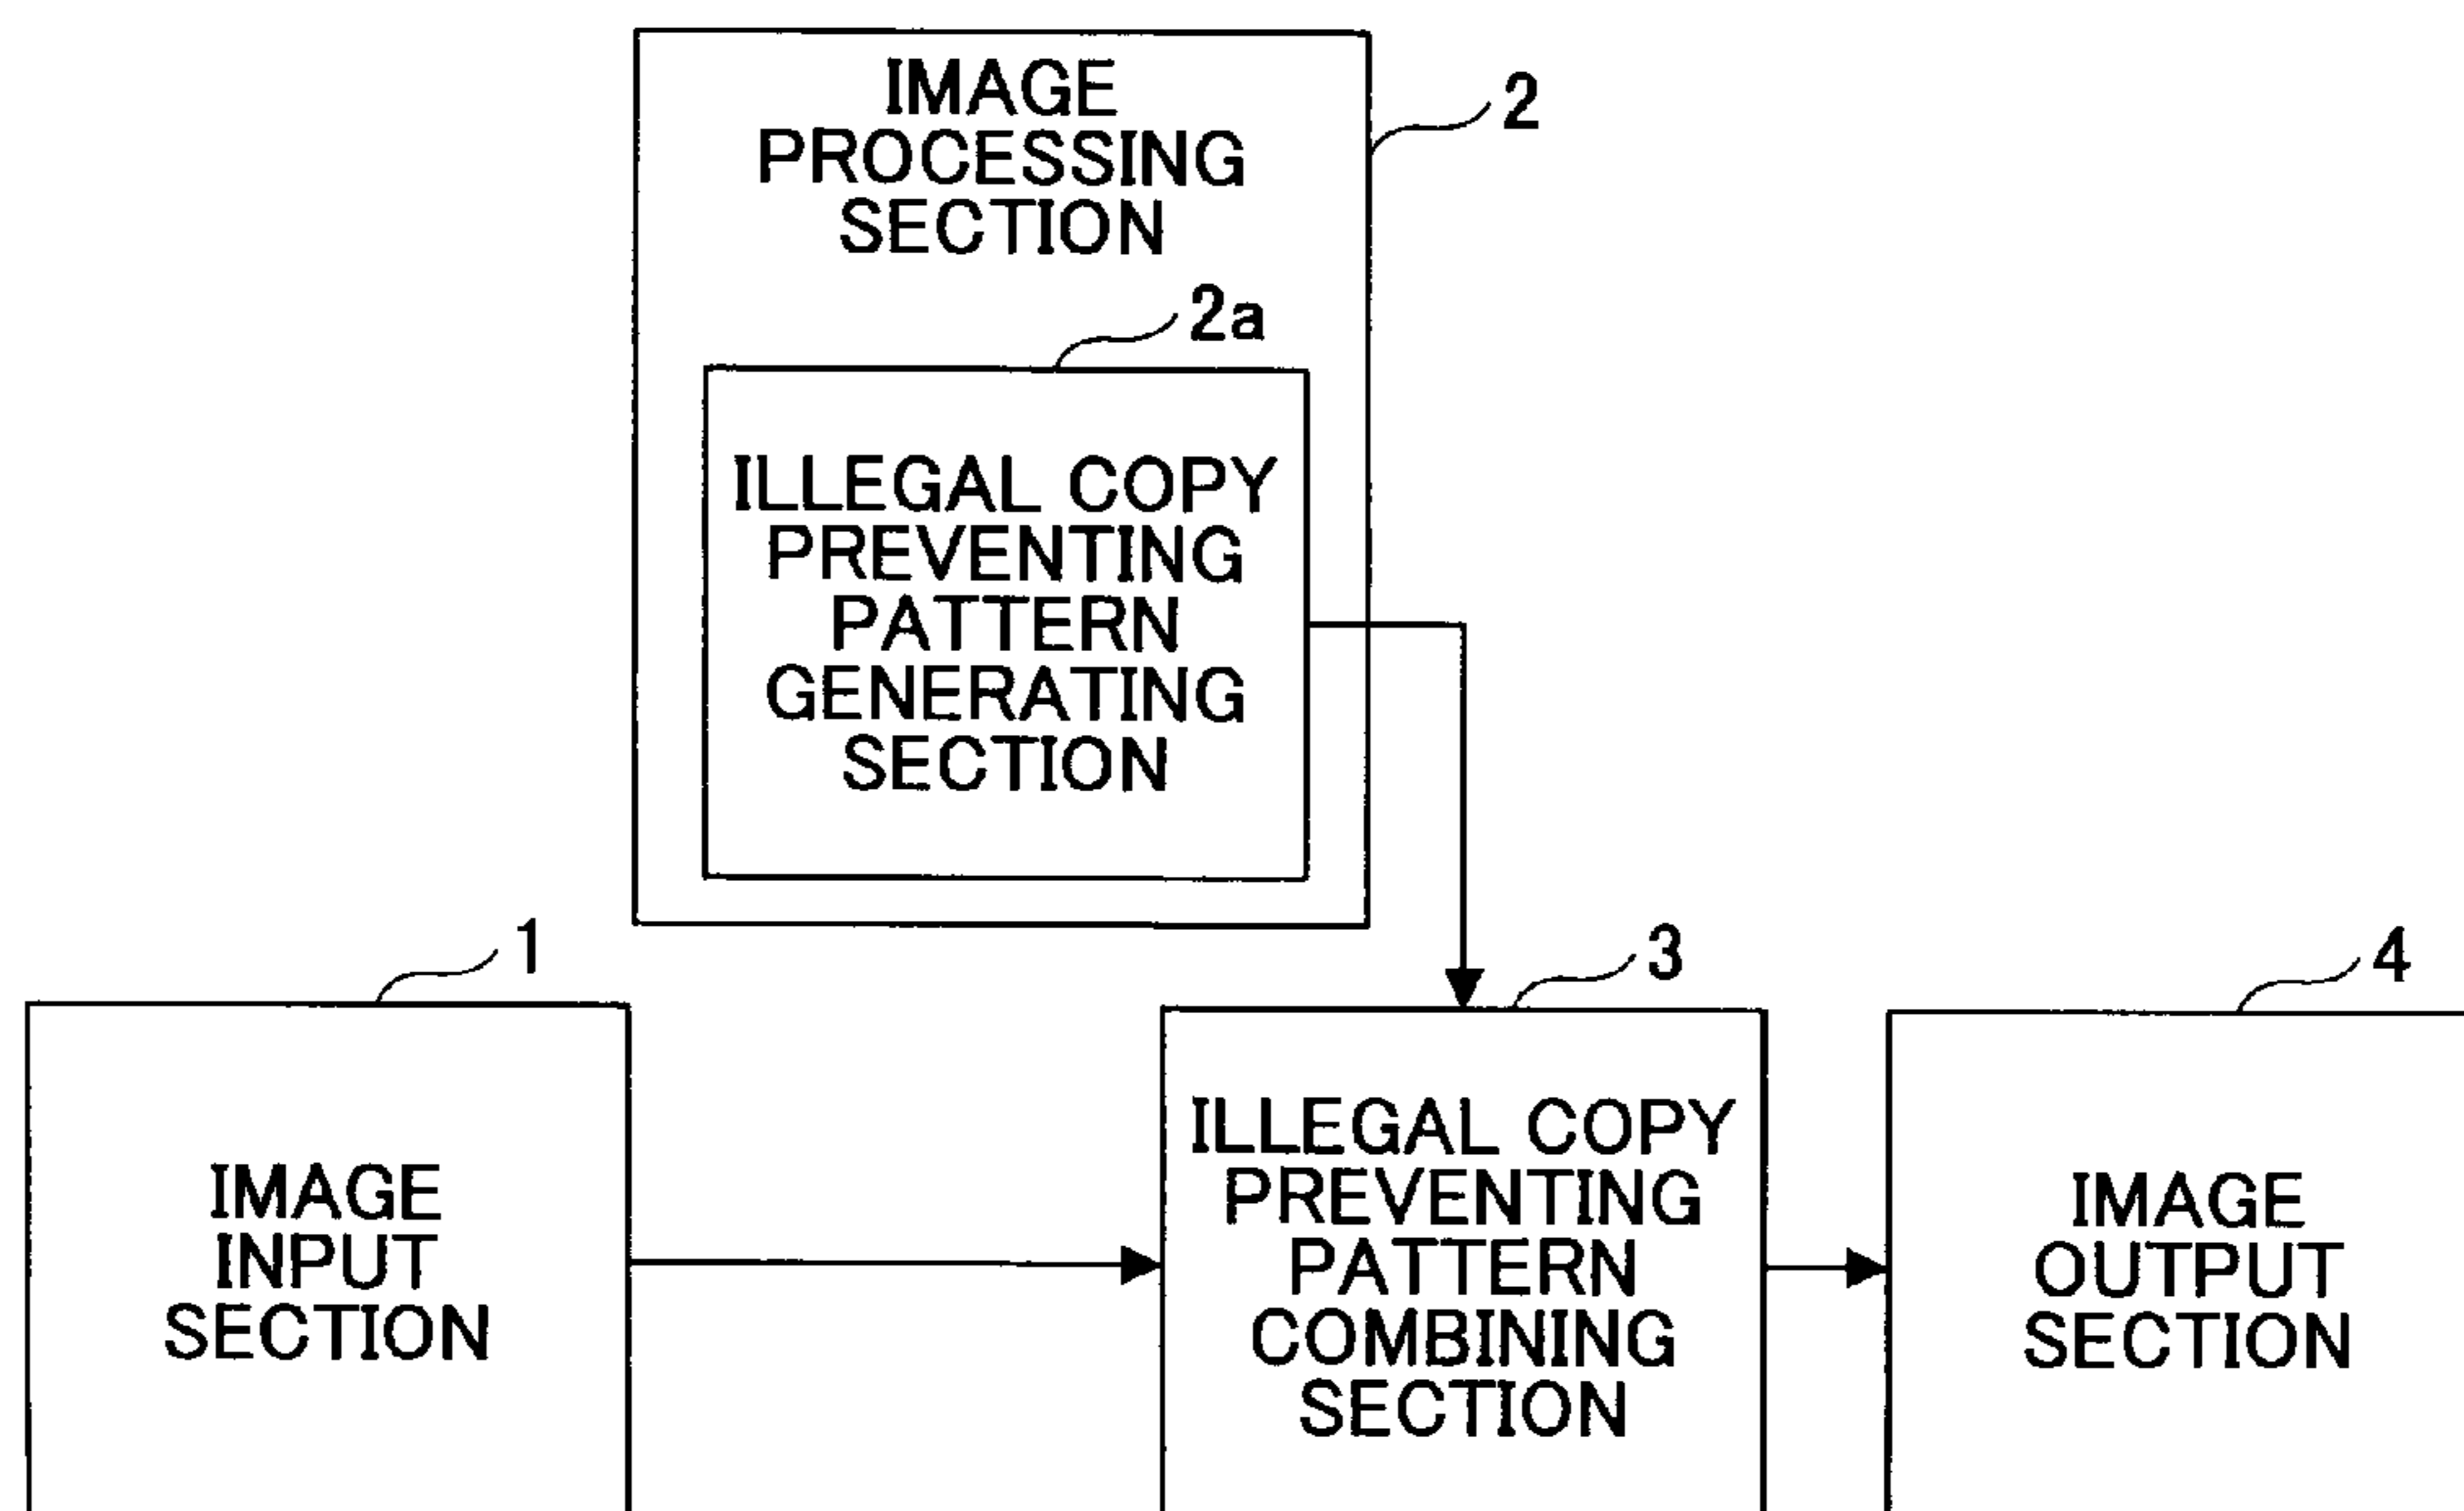 IMAGE
PROCESSING
SECTION
2
2a
ILLEGAL COPY
PREVENTING
PATTERN
GENERATING
SECTION
1
IMAGE
INPUT
SECTION
3
ILLEGAL COPY
PREVENTING
PATTERN
COMBINING
SECTION
4
IMAGE
OUTPUT
SECTION